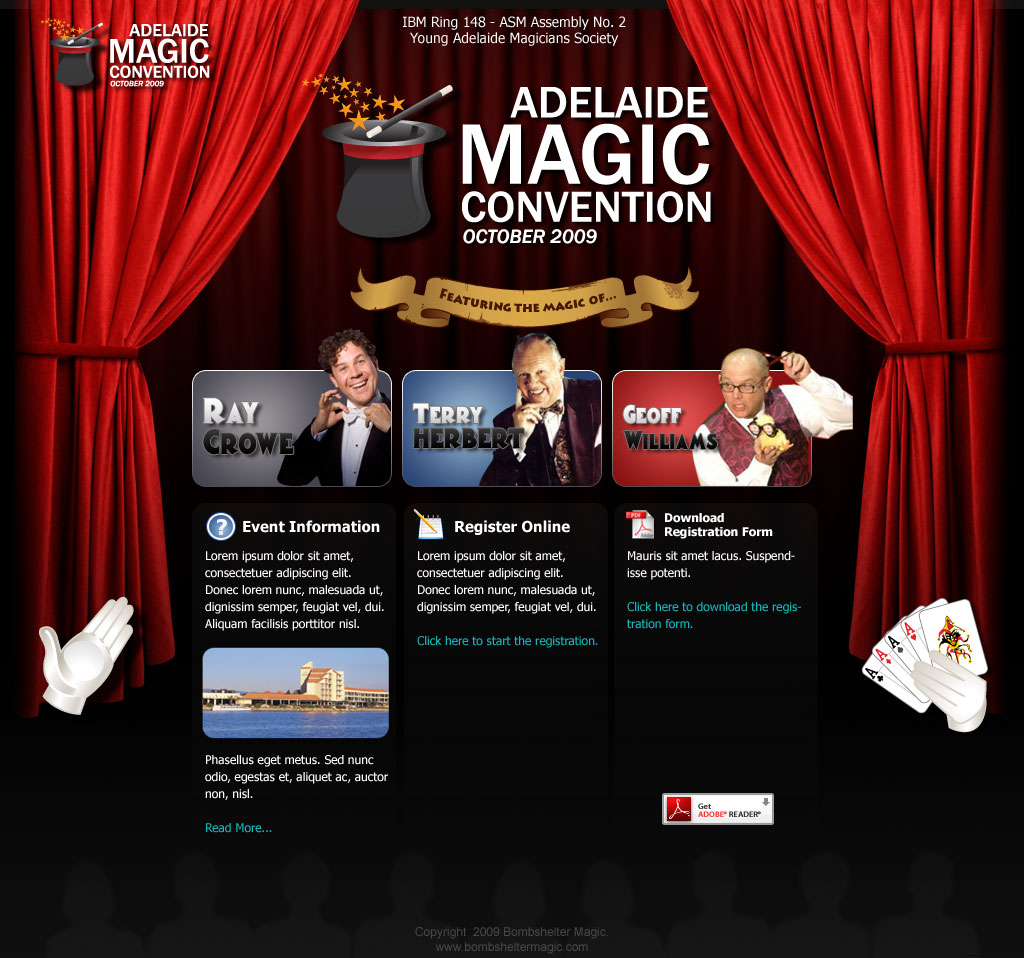 ADELAIDE
MAGIC
CONVENTION
OCTOBER 2009
IBM Ring 148 - ASM Assembly No. 2
Young Adelaide Magicians Society
ADELAIDE
MAGIC
CONVENTION
OCTOBER 2009
FEATURING THE MAGIC OF...
RAY
CROWE
TERRY
HERBERT
GEOFF
WILLIAMS
Event Information
Lorem ipsum dolor sit amet,
consectetuer adipiscing elit.
Donec lorem nunc, malesuada ut,
dignissim semper, feugiat vel, dui.
Aliquam facilisis porttitor nisl.
Phasellus eget metus. Sed nunc
odio, egestas et, aliquet ac, auctor
non, nisl.
Read More...
Register Online
Lorem ipsum dolor sit amet,
consectetuer adipiscing elit.
Donec lorem nunc, malesuada ut,
dignissim semper, feugiat vel, dui.
Click here to start the registration.
PDF
Adobe
Download
Registration Form
Mauris sit amet lacus. Suspend-
isse potenti.
Click here to download the regis-
tration form.
A
A
A
A
Get
ADOBE® READER®
Copyright 2009 Bombshelter Magic.
www.bombsheltermagic.com